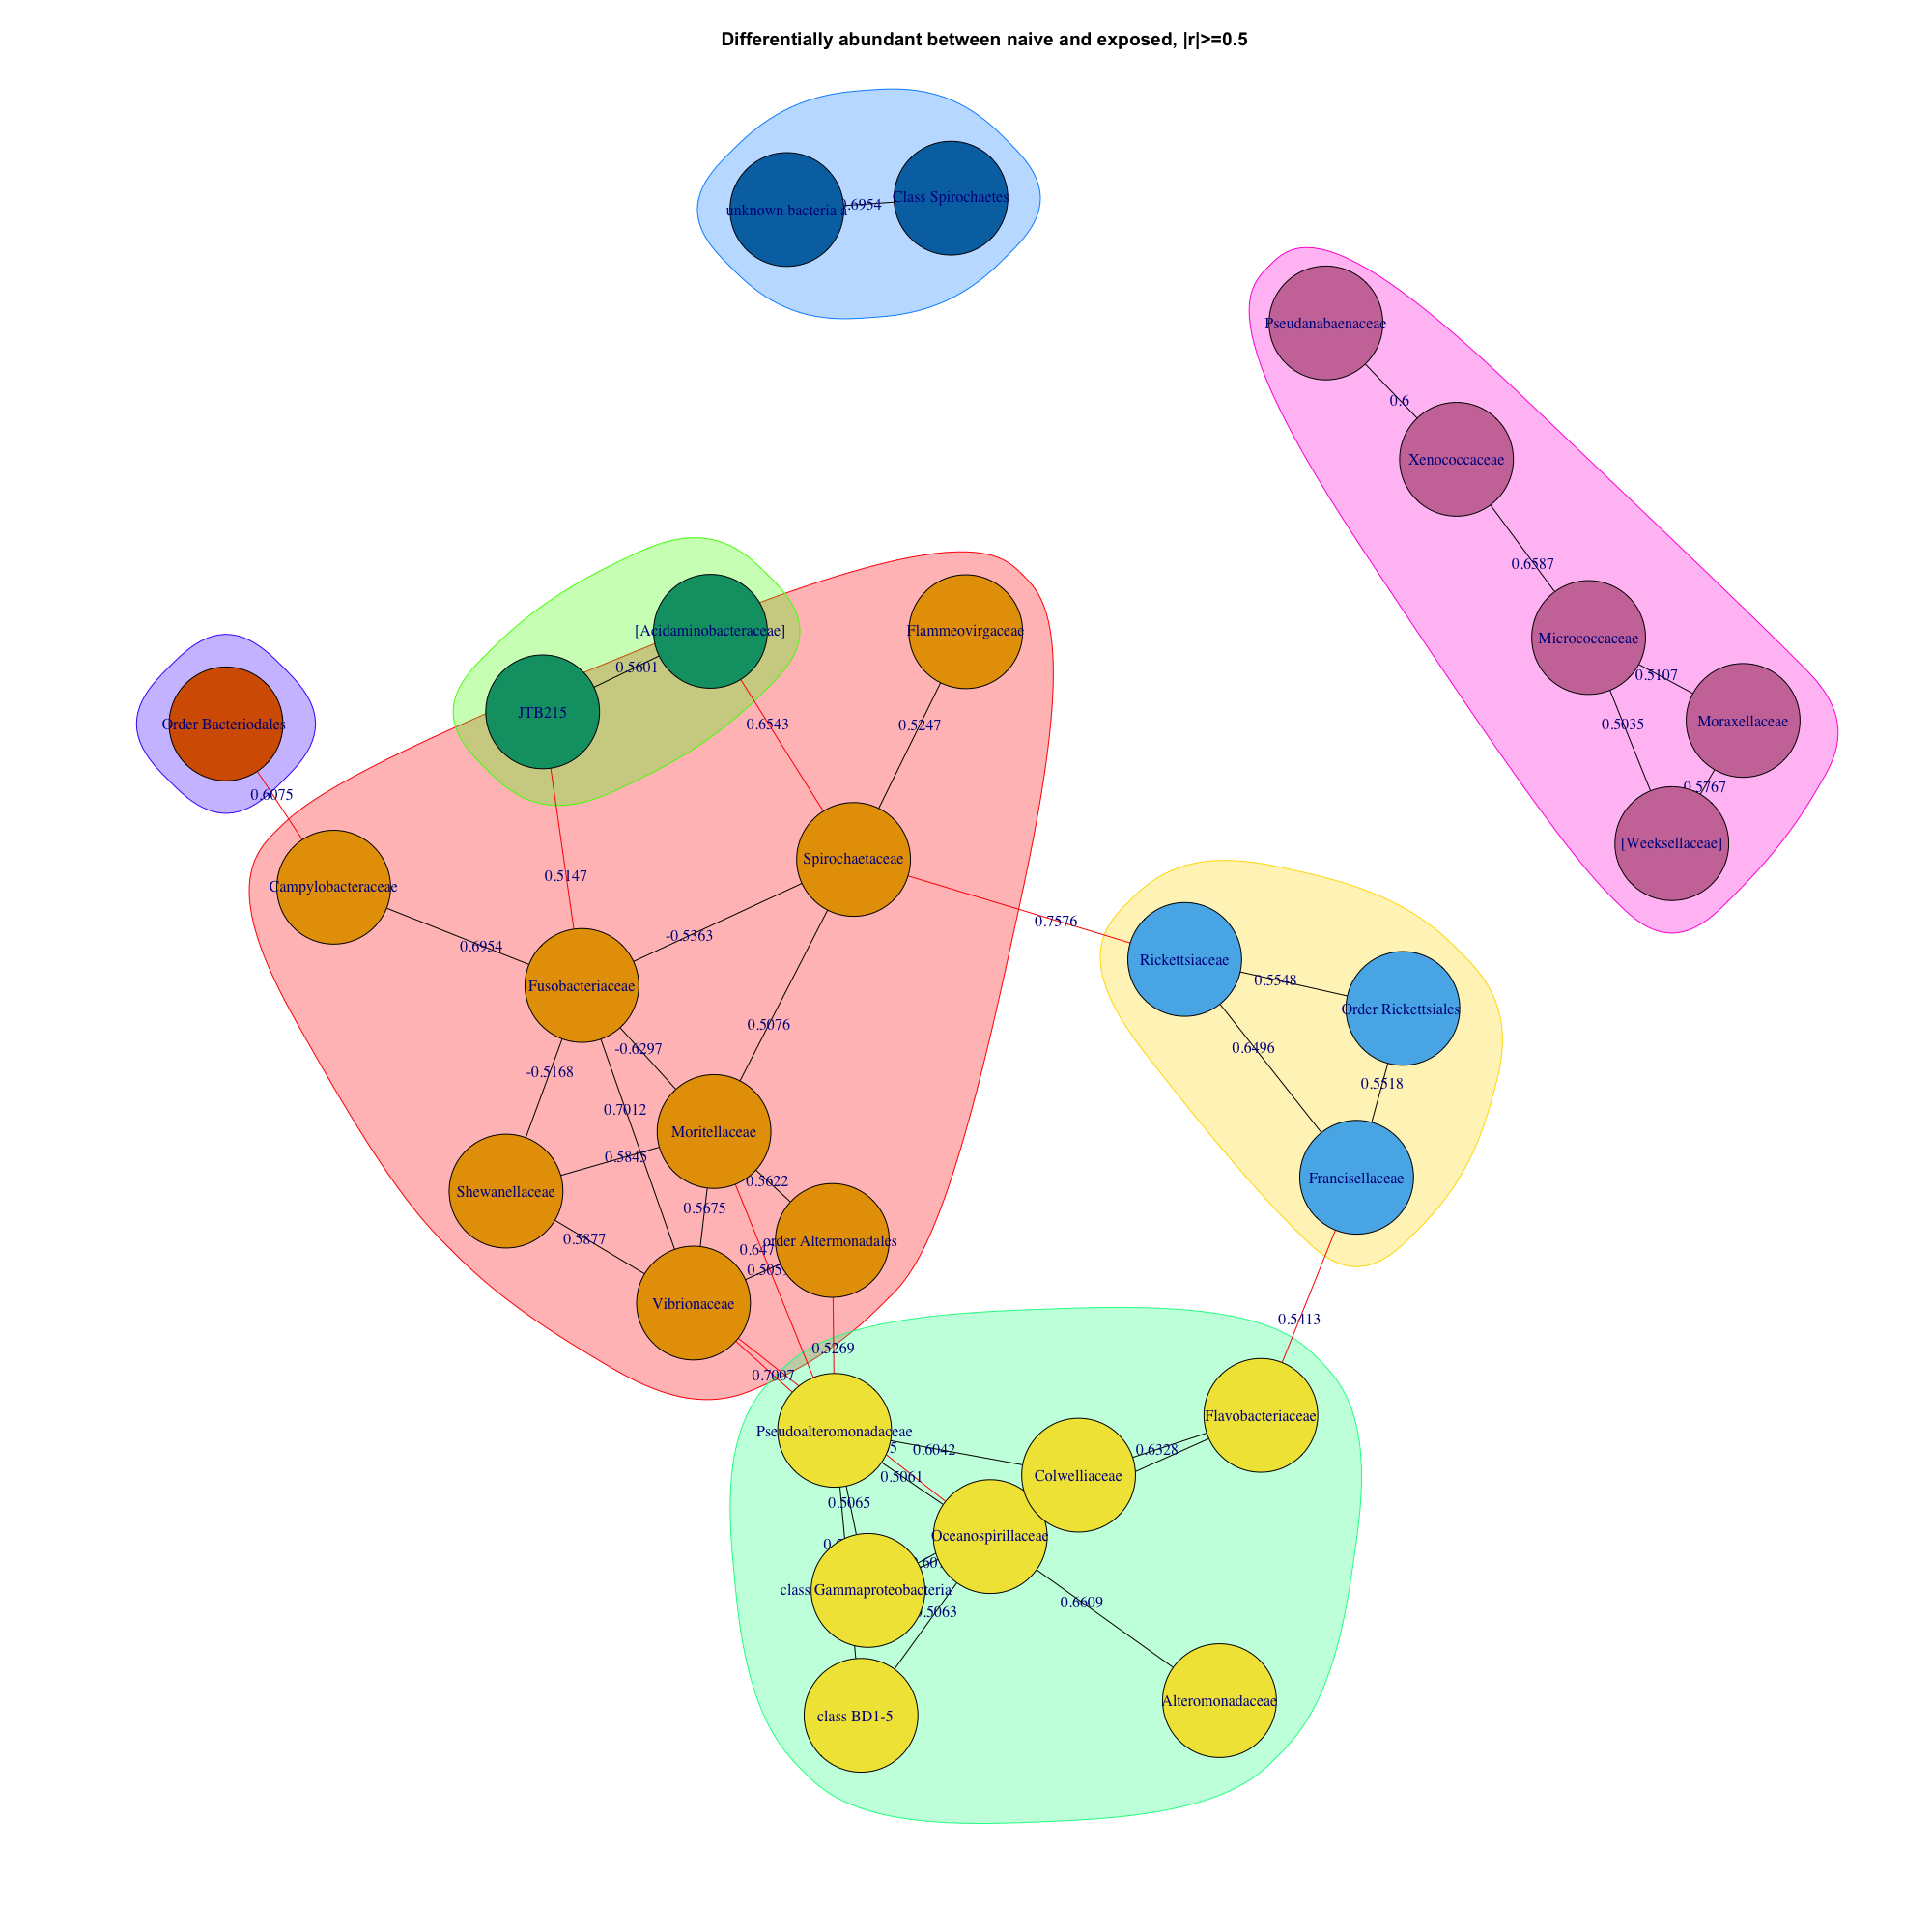 Differentially abundant between naive and exposed, |r|>=0.5
unknown bacteria a
.6954
Class Spirochaetes
Pseudanabaenaceae
0.6
Xenococcaceae
0.6587
Micrococcaceae
0.5107
Moraxellaceae
0.5035
0.5767
[Weeksellaceae]
[Acidaminobacteraceae]
Flammeovirgaceae
0.5601
JTB215
Order Bacteriodales
0.6543
0.5247
0.6075
Spirochaetaceae
Campylobacteraceae
0.5147
0.7576
-0.5363
0.6954
Rickettsiaceae
Fusobacteriaceae
0.5548
Order Rickettsiales
0.5076
-0.6297
0.6496
-0.5168
0.5518
0.7012
Moritellaceae
0.5845
Francisellaceae
0.5622
Shewanellaceae
0.5675
0.5877
order Altermonadales
0.647
0.505
Vibrionaceae
0.5413
0.5269
0.7007
Flavobacteriaceae
Pseudoalteromonadaceae
5
0.6042
0.6328
0.5061
Colwelliaceae
0.5065
Oceanospirillaceae
class Gammaproteobacteria
0.6609
.5063
Alteromonadaceae
class BD1-5